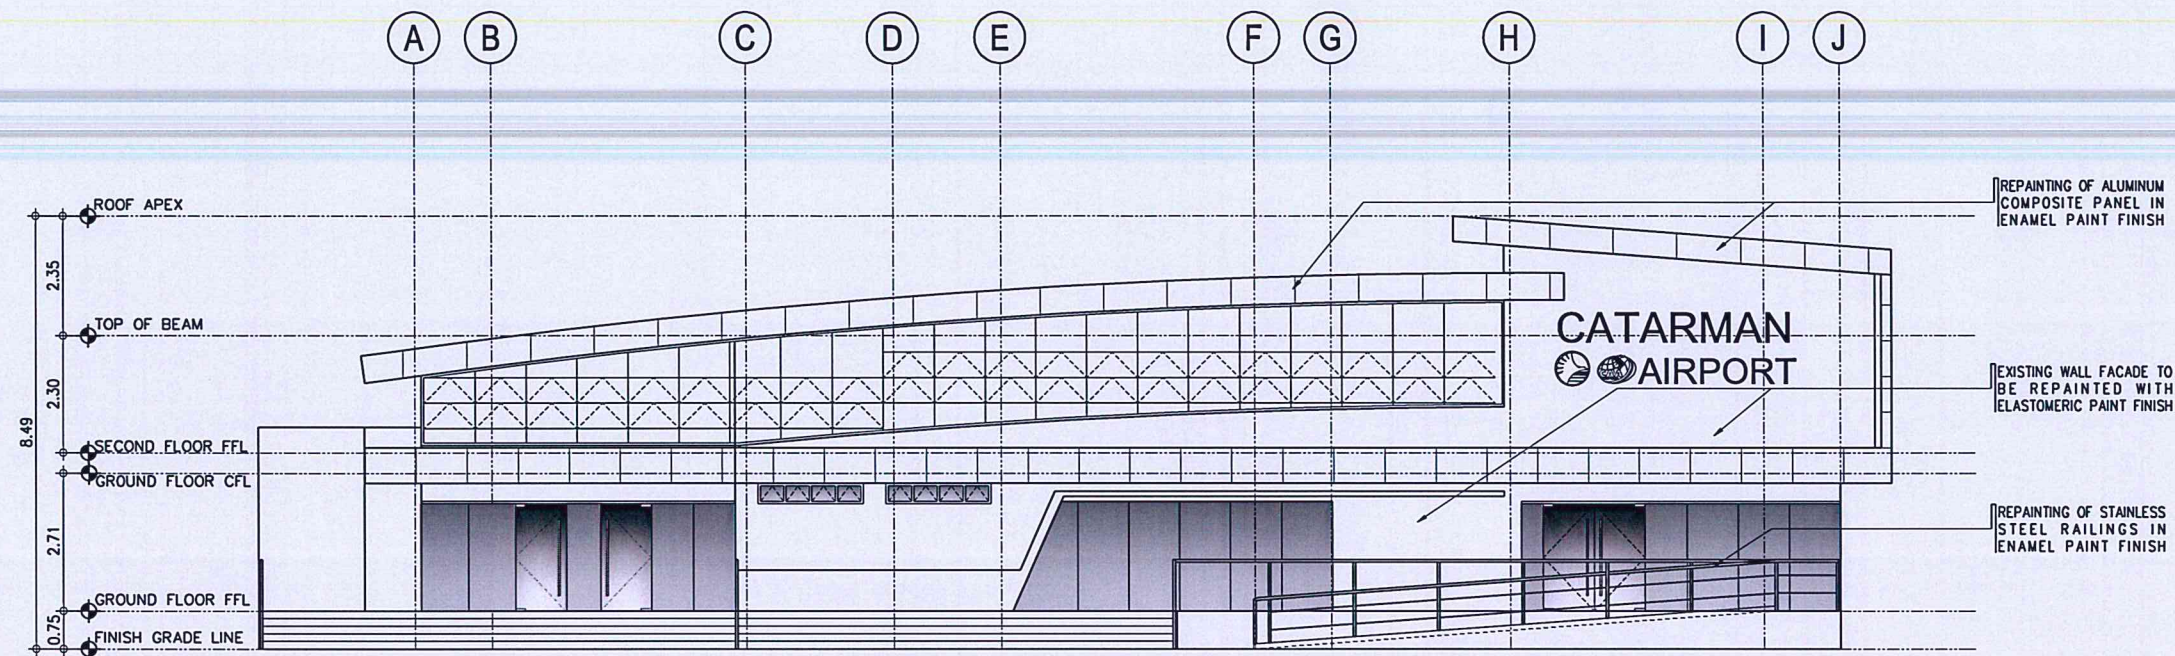 A B C D E F G H I J
ROOF APEX
REPAINTING OF ALUMINUM
COMPOSITE PANEL IN
ENAMEL PAINT FINISH
2.35
TOP OF BEAM
CATARMAN
AIRPORT
2.30
8.49
EXISTING WALL FACADE TO
BE REPAINTED WITH
ELASTOMERIC PAINT FINISH
SECOND FLOOR FFL
GROUND FLOOR CFL
2.71
REPAINTING OF STAINLESS
STEEL RAILINGS IN
ENAMEL PAINT FINISH
GROUND FLOOR FFL
0.75
FINISH GRADE LINE